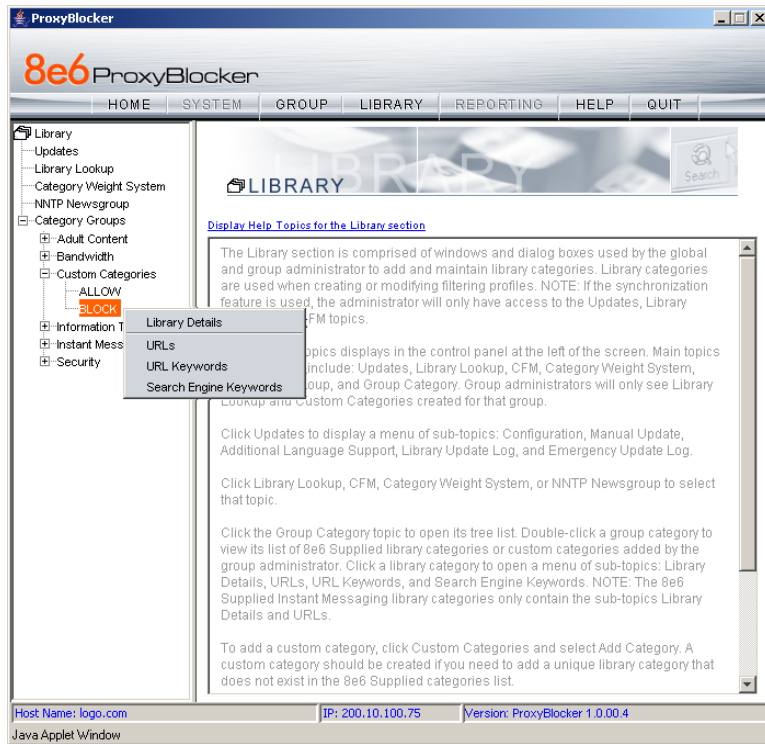 ProxyBlocker
8e6 ProxyBlocker
HOME SYSTEM GROUP LIBRARY REPORTING HELP QUIT
Library
Updates
Library Lookup
Category Weight System
NNTP Newsgroup
Category Groups
Adult Content
Bandwidth
Custom Categories
ALLOW
BLOCK
Information T
Instant Mess
Security
Library Details
URLs
URL Keywords
Search Engine Keywords
LIBRARY
LIBRARY
Search
Display Help Topics for the Library section
The Library section is comprised of windows and dialog boxes used by the global
and group administrator to add and maintain library categories. Library categories
are used when creating or modifying filtering profiles. NOTE: If the synchronization
feature is used, the administrator will only have access to the Updates, Library
FM topics.
opics displays in the control panel at the left of the screen. Main topics
include: Updates, Library Lookup, CFM, Category Weight System,
oup, and Group Category. Group administrators will only see Library
Lookup and Custom Categories created for that group.
Click Updates to display a menu of sub-topics: Configuration, Manual Update,
Additional Language Support, Library Update Log, and Emergency Update Log.
Click Library Lookup, CFM, Category Weight System, or NNTP Newsgroup to select
that topic.
Click the Group Category topic to open its tree list. Double-click a group category to
view its list of 8e6 Supplied library categories or custom categories added by the
group administrator. Click a library category to open a menu of sub-topics: Library
Details, URLs, URL Keywords, and Search Engine Keywords. NOTE: The 8e6
Supplied Instant Messaging library categories only contain the sub-topics Library
Details and URLs.
To add a custom category, click Custom Categories and select Add Category. A
custom category should be created if you need to add a unique library category that
does not exist in the 8e6 Supplied categories list.
Host Name: logo.com IP: 200.10.100.75 Version: ProxyBlocker 1.0.00.4
Java Applet Window